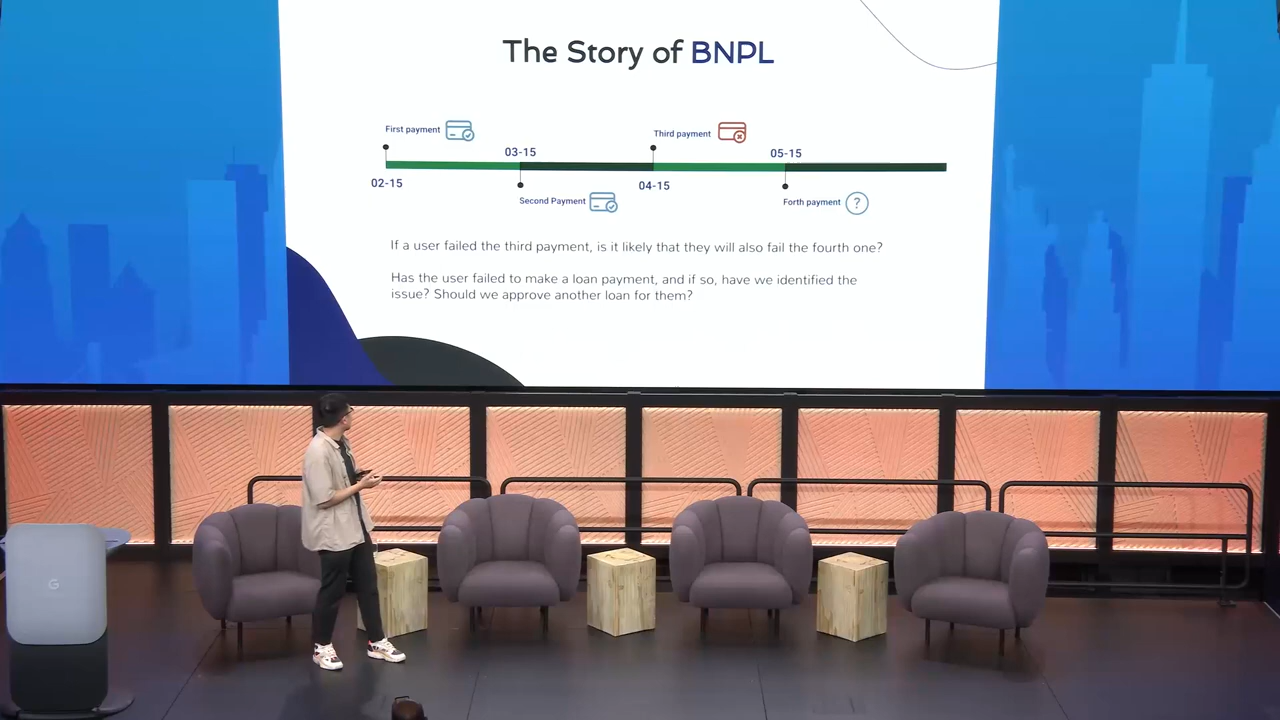 The Story of BNPL
First payment
Third payment
03-15
05-15
02-15
04-15
Second Payment
Forth payment
?
If a user failed the third payment, is it likely that they will also fail the fourth one?
Has the user failed to make a loan payment, and if so, have we identified the
issue? Should we approve another loan for them?
G